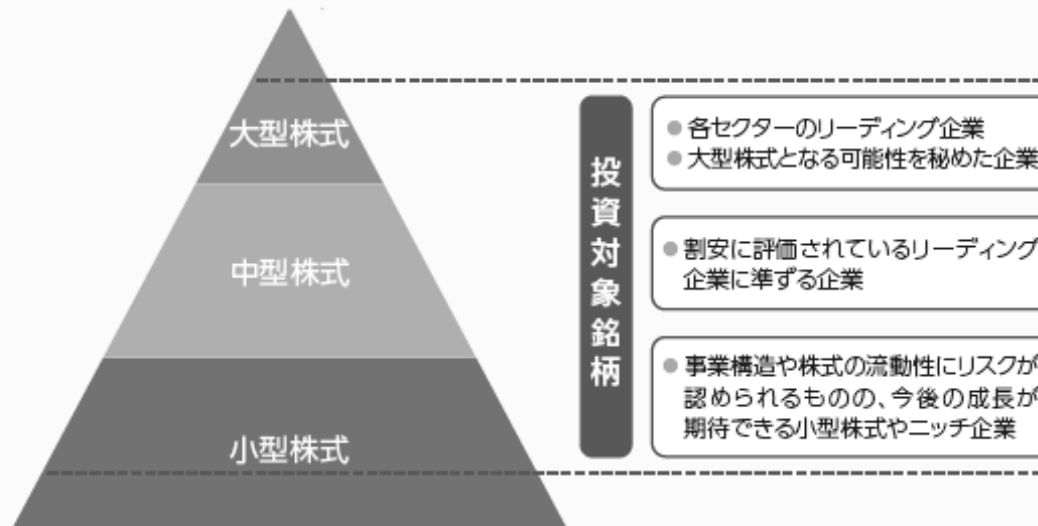 大型株式
中型株式
小型株式
投資対象銘柄
● 各セクターのリーディング企業
● 大型株式となる可能性を秘めた企業
● 割安に評価されているリーディング
企業に準ずる企業
● 事業構造や株式の流動性にリスクが
認められるものの、今後の成長が
期待できる小型株式やニッチ企業